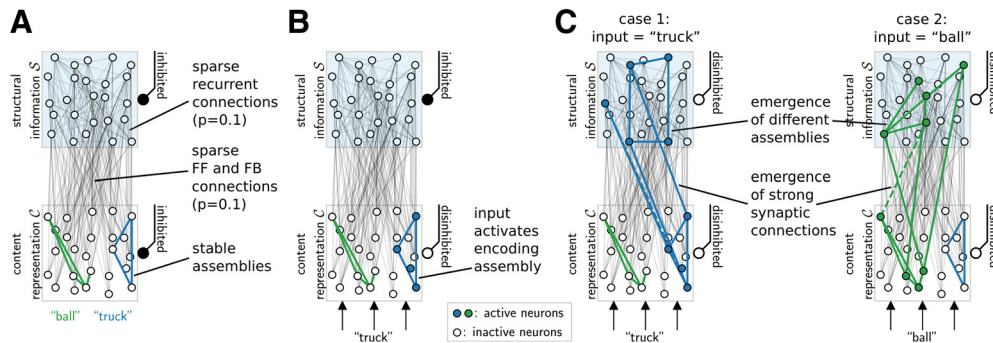 A
structural
information S
inhibited
sparse
recurrent
connections
(p=0.1)
sparse
FF and FB
connections
(p=0.1)
content
representation C
inhibited
stable
assemblies
"ball"
"truck"
B
inhibited
disinhibited
input
activates
encoding
assembly
"truck"
: active neurons
: inactive neurons
C
case 1:
input = "truck"
structural
information S
disinhibited
content
representation C
disinhibited
"truck"
emergence
of different
assemblies
emergence
of strong
synaptic
connections
case 2:
input = "ball"
structural
information S
disinhibited
content
representation C
disinhibited
"ball"